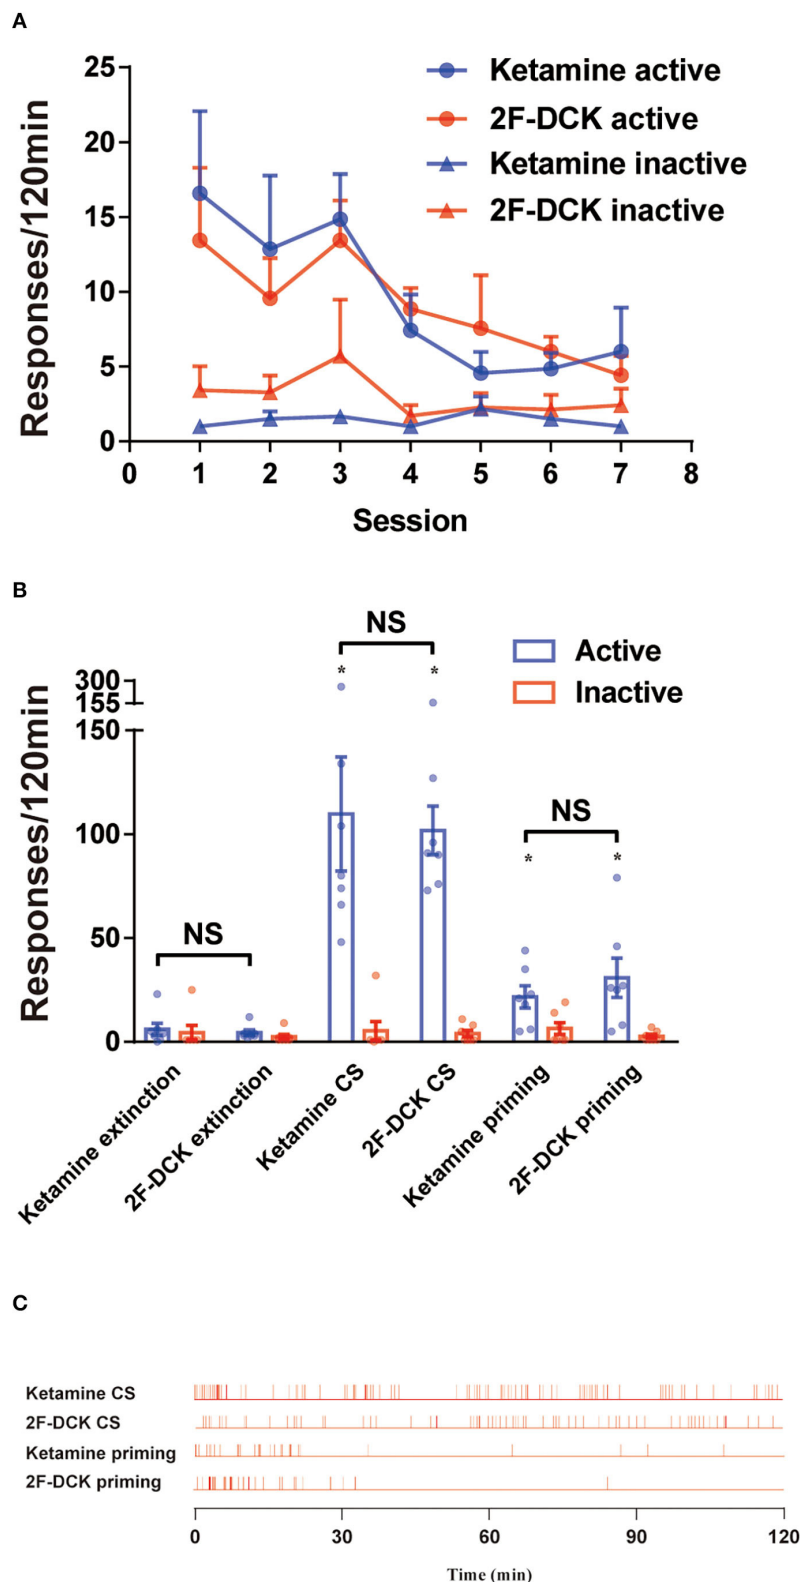 A
Responses/120min
25
20
15
10
5
0
Ketamine active
2F-DCK active
Ketamine inactive
2F-DCK inactive
0 1 2 3 4 5 6 7 8
Session
B
Responses/120min
300
155
150
100
50
0
NS
NS
NS
*
*
*
*
Active
Inactive
Ketamine extinction
2F-DCK extinction
Ketamine CS
2F-DCK CS
Ketamine priming
2F-DCK priming
C
Ketamine CS
2F-DCK CS
Ketamine priming
2F-DCK priming
0 30 60 90 120
Time (min)